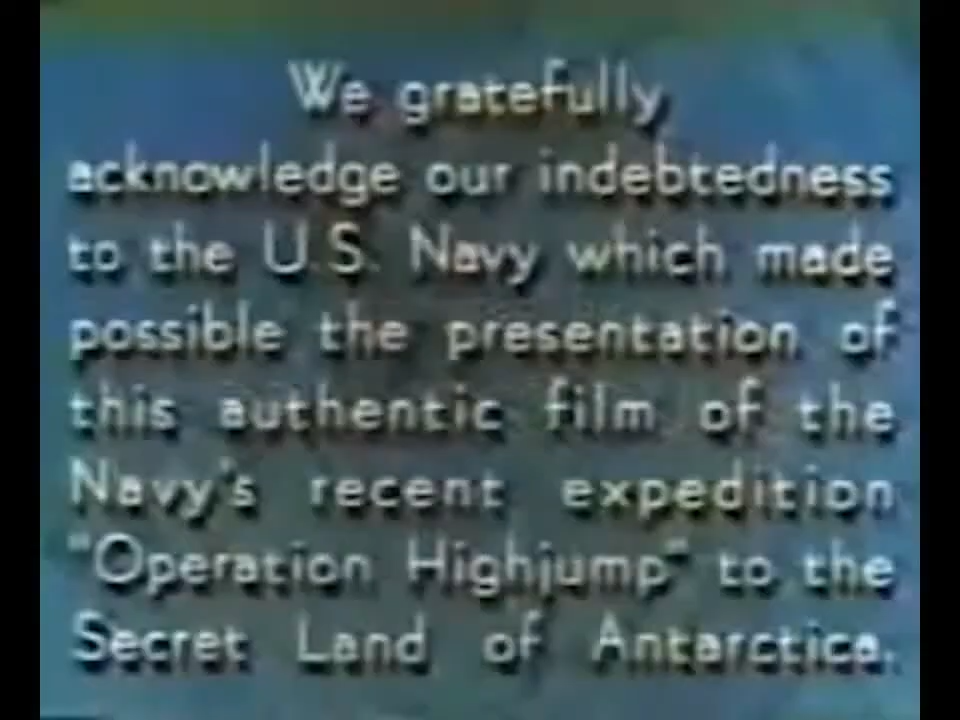 We gratefully
acknowledge our indebtedness
to the U.S. Navy which made
possible the presentation of
this authentic film of the
Navy's recent expedition
"Operation Highjump" to the
Secret Land of Antarctica.